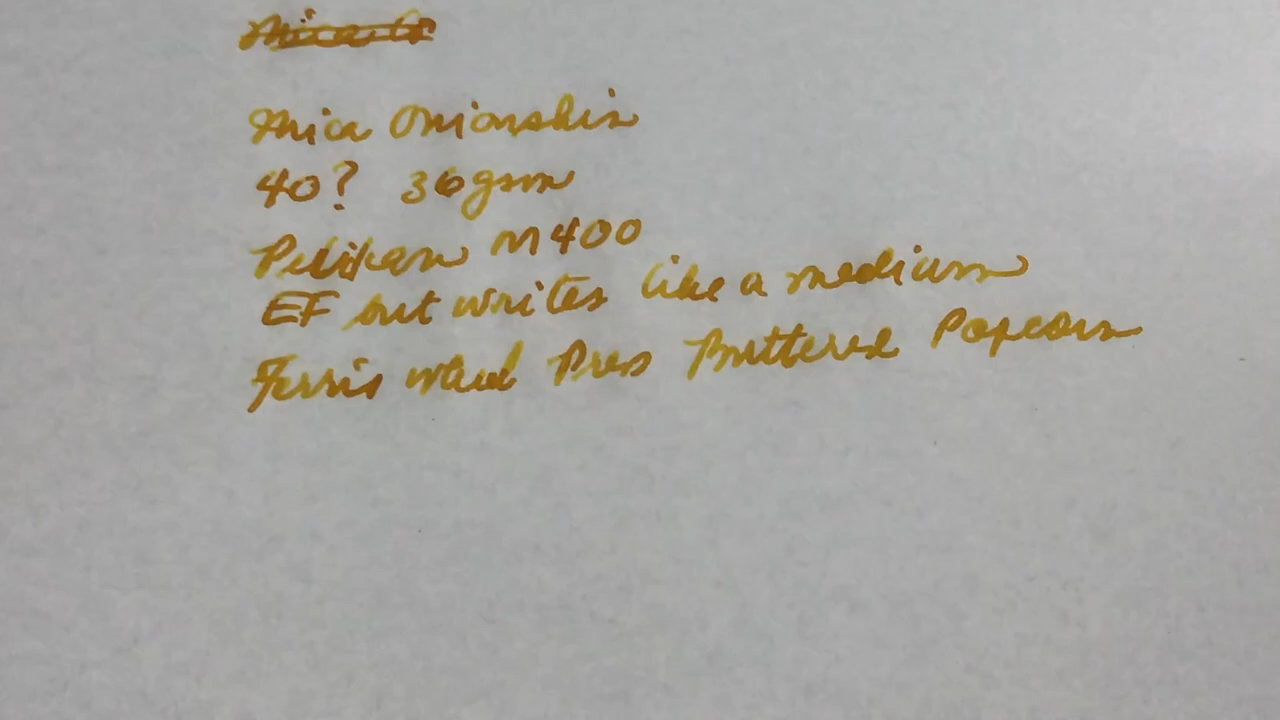 Mica Onionskin
40? 36gsm
Pelikan M400
EF but writes like a medium
Ferris Wheel Press Buttered Popcorn